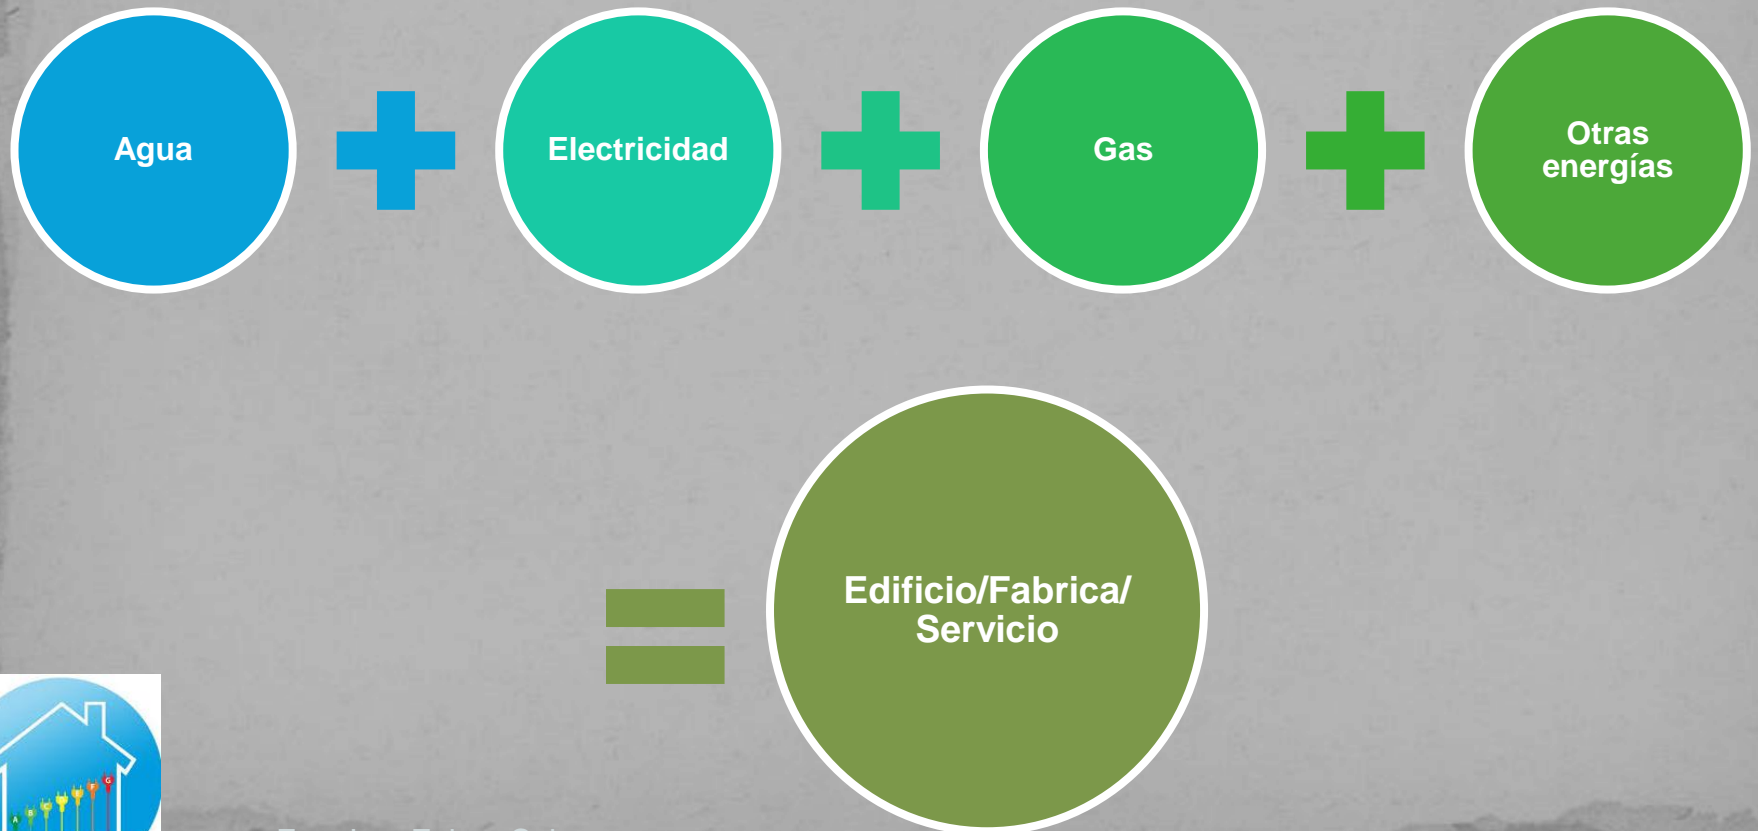 Agua
Electricidad
Gas
Otras
energías
Edificio/Fabrica/
Servicio
A
B
C
E
F
G